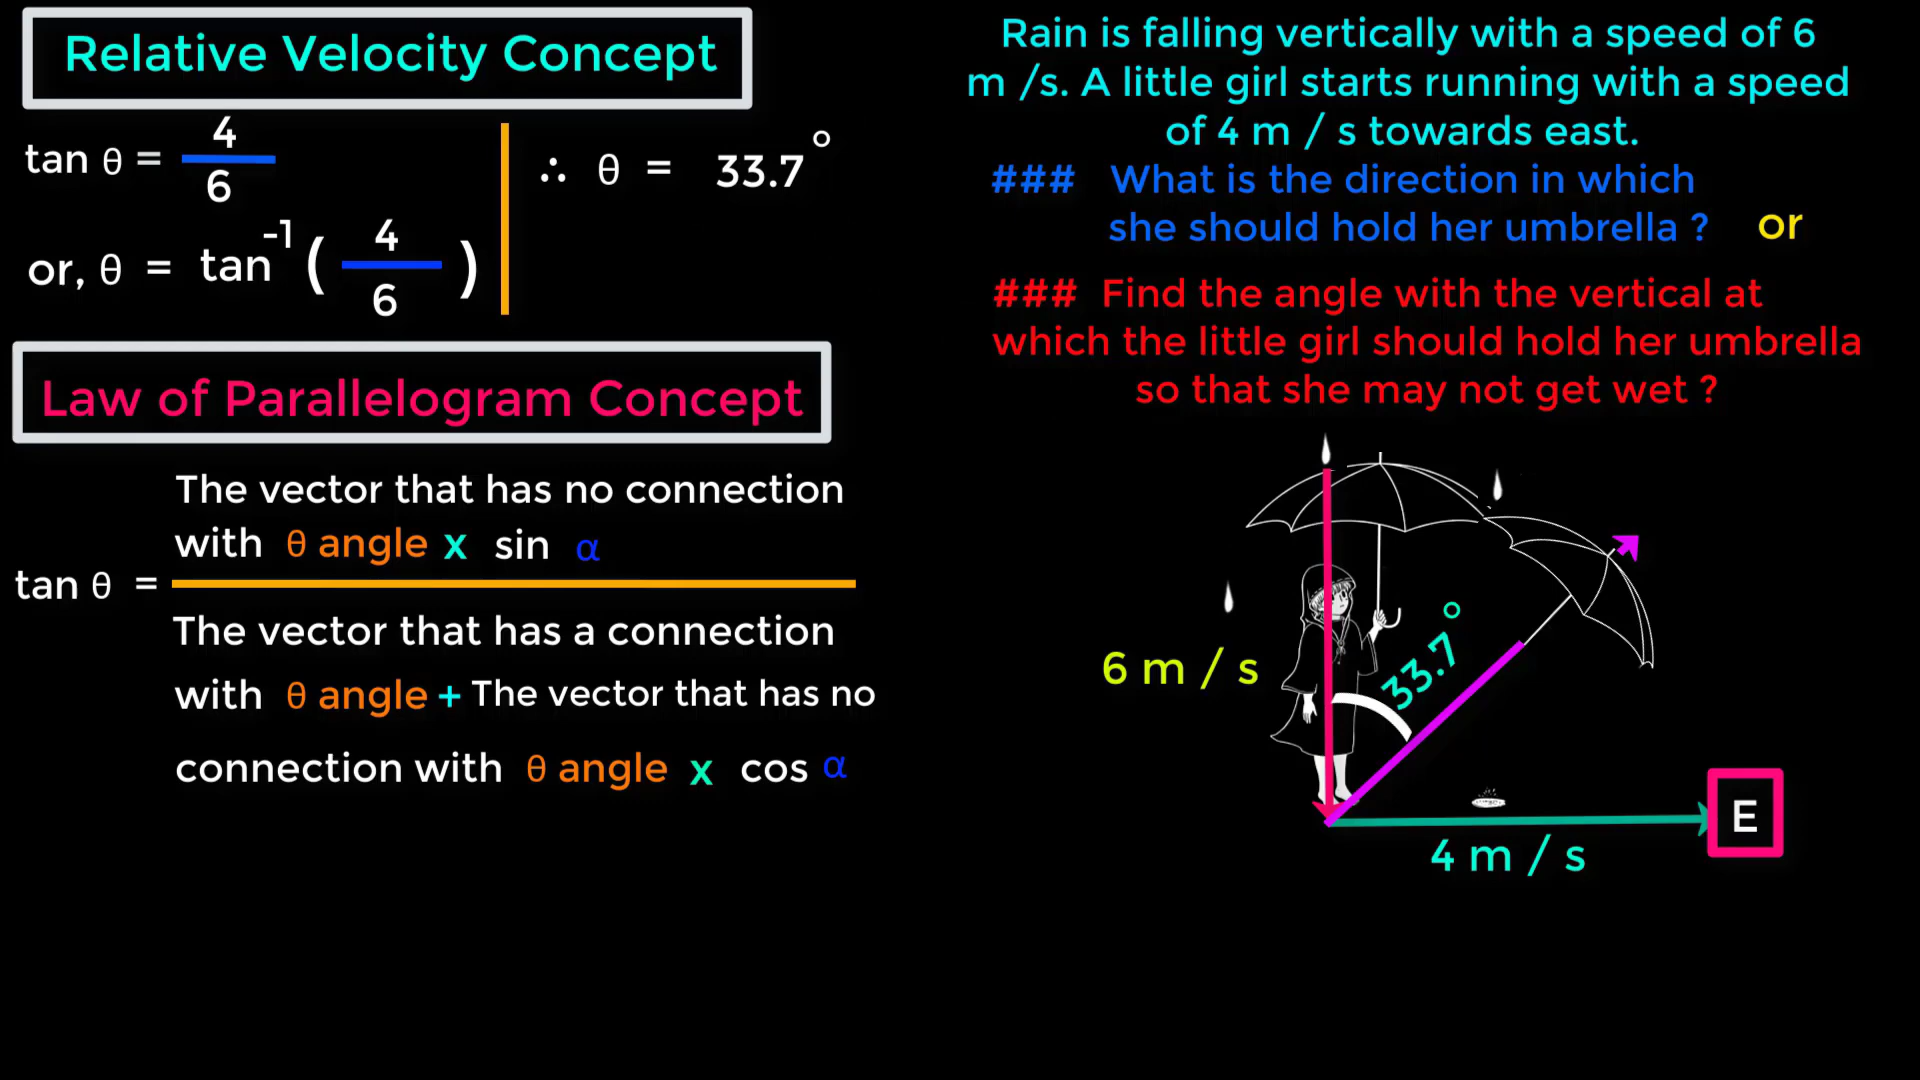 Relative Velocity Concept
tan θ = 4 / 6
or, θ = tan⁻¹ ( 4 / 6 )
∴ θ = 33.7°
Law of Parallelogram Concept
The vector that has no connection
with θ angle x sin α
tan θ =
The vector that has a connection
with θ angle + The vector that has no
connection with θ angle x cos α
Rain is falling vertically with a speed of 6
m /s. A little girl starts running with a speed
of 4 m / s towards east.
### What is the direction in which
she should hold her umbrella ? or
### Find the angle with the vertical at
which the little girl should hold her umbrella
so that she may not get wet ?
33.7°
6 m / s
E
4 m / s